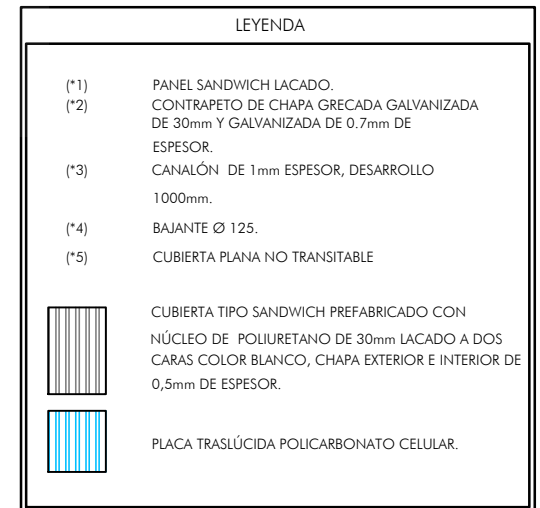 LEYENDA
(*1) PANEL SANDWICH LACADO.
(*2) CONTRAPETO DE CHAPA GRECADA GALVANIZADA
DE 30mm Y GALVANIZADA DE 0.7mm DE
ESPESOR.
(*3) CANALÓN DE 1mm ESPESOR, DESARROLLO
1000mm.
(*4) BAJANTE Ø 125.
(*5) CUBIERTA PLANA NO TRANSITABLE
CUBIERTA TIPO SANDWICH PREFABRICADO CON
NÚCLEO DE POLIURETANO DE 30mm LACADO A DOS
CARAS COLOR BLANCO, CHAPA EXTERIOR E INTERIOR DE
0,5mm DE ESPESOR.
PLACA TRASLÚCIDA POLICARBONATO CELULAR.